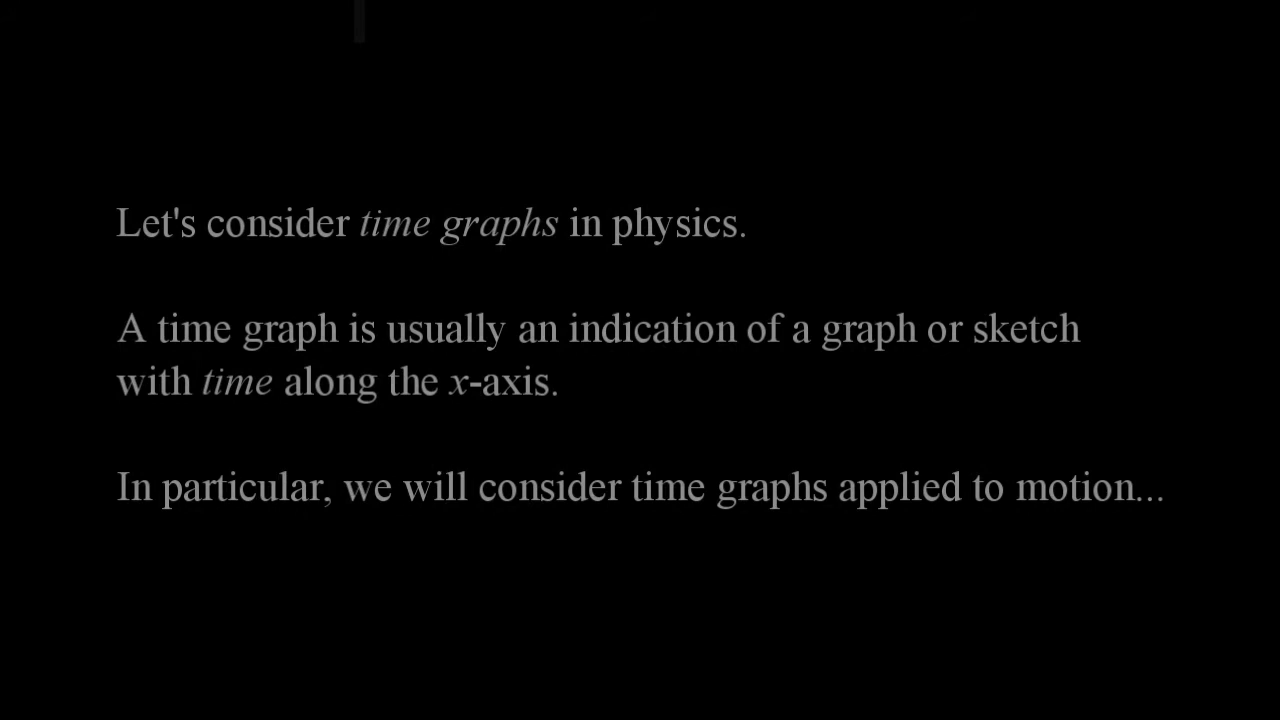 Let's consider time graphs in physics.
A time graph is usually an indication of a graph or sketch
with time along the x-axis.
In particular, we will consider time graphs applied to motion...